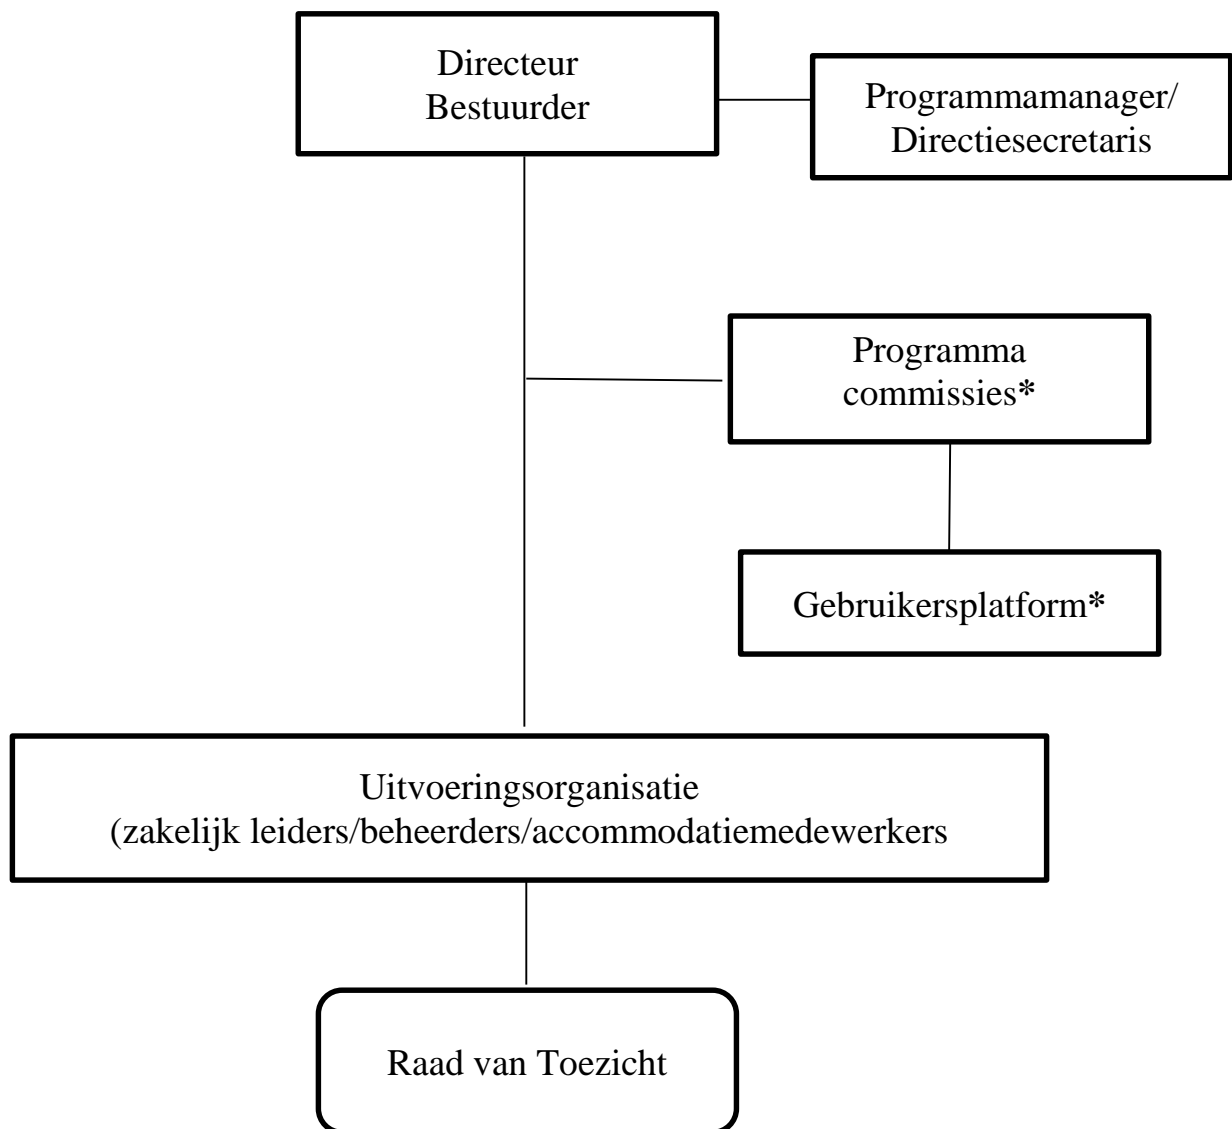 Directeur
Bestuurder
Programmamanager/
Directiesecretaris
Programma
commissies*
Gebruikersplatform*
Uitvoeringsorganisatie
(zakelijk leiders/beheerders/accommodatiemedewerkers
Raad van Toezicht